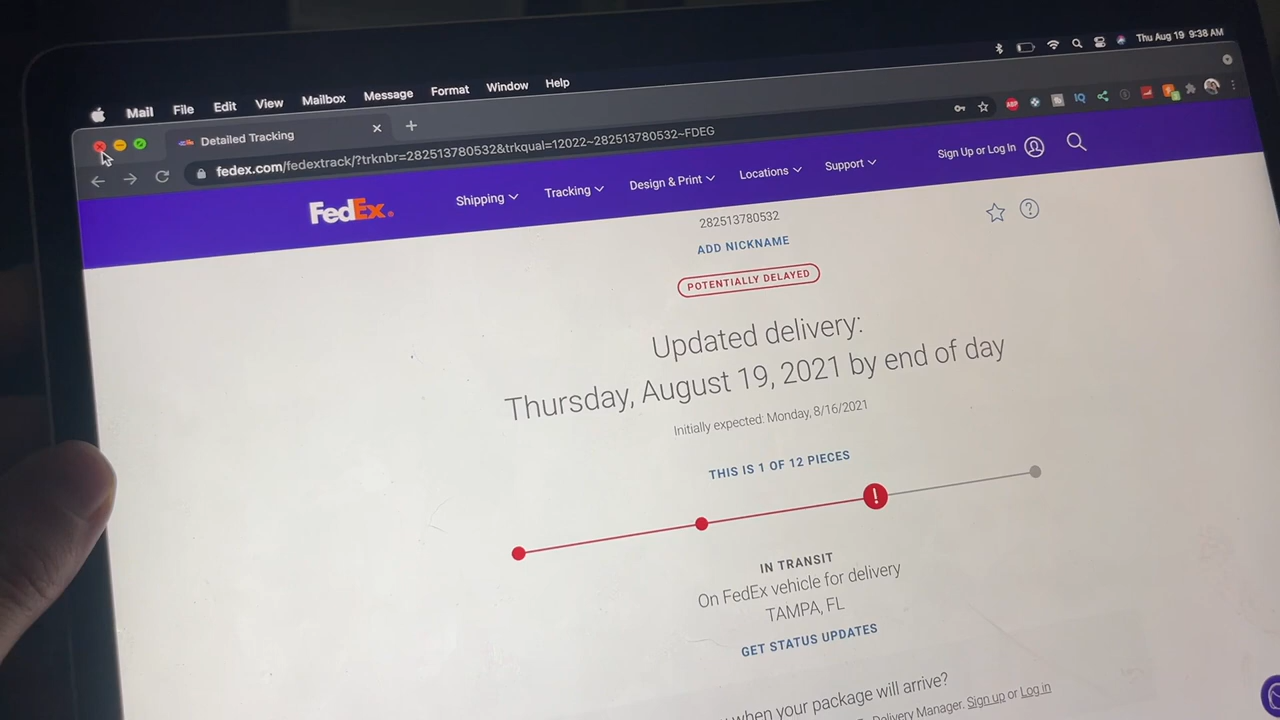 Mail File Edit View Mailbox Message Format Window Help
Thu Aug 19 9:38 AM
Detailed Tracking
fedex.com/fedextrack/?trknbr=282513780532&trkqual=12022~282513780532~FDEG
ABP
IQ
FedEx.
Shipping
Tracking
Design & Print
Locations
Support
Sign Up or Log In
282513780532
ADD NICKNAME
POTENTIALLY DELAYED
Updated delivery:
Thursday, August 19, 2021 by end of day
Initially expected: Monday, 8/16/2021
THIS IS 1 OF 12 PIECES
!
IN TRANSIT
On FedEx vehicle for delivery
TAMPA, FL
GET STATUS UPDATES
when your package will arrive?
Delivery Manager. Sign up or Log in